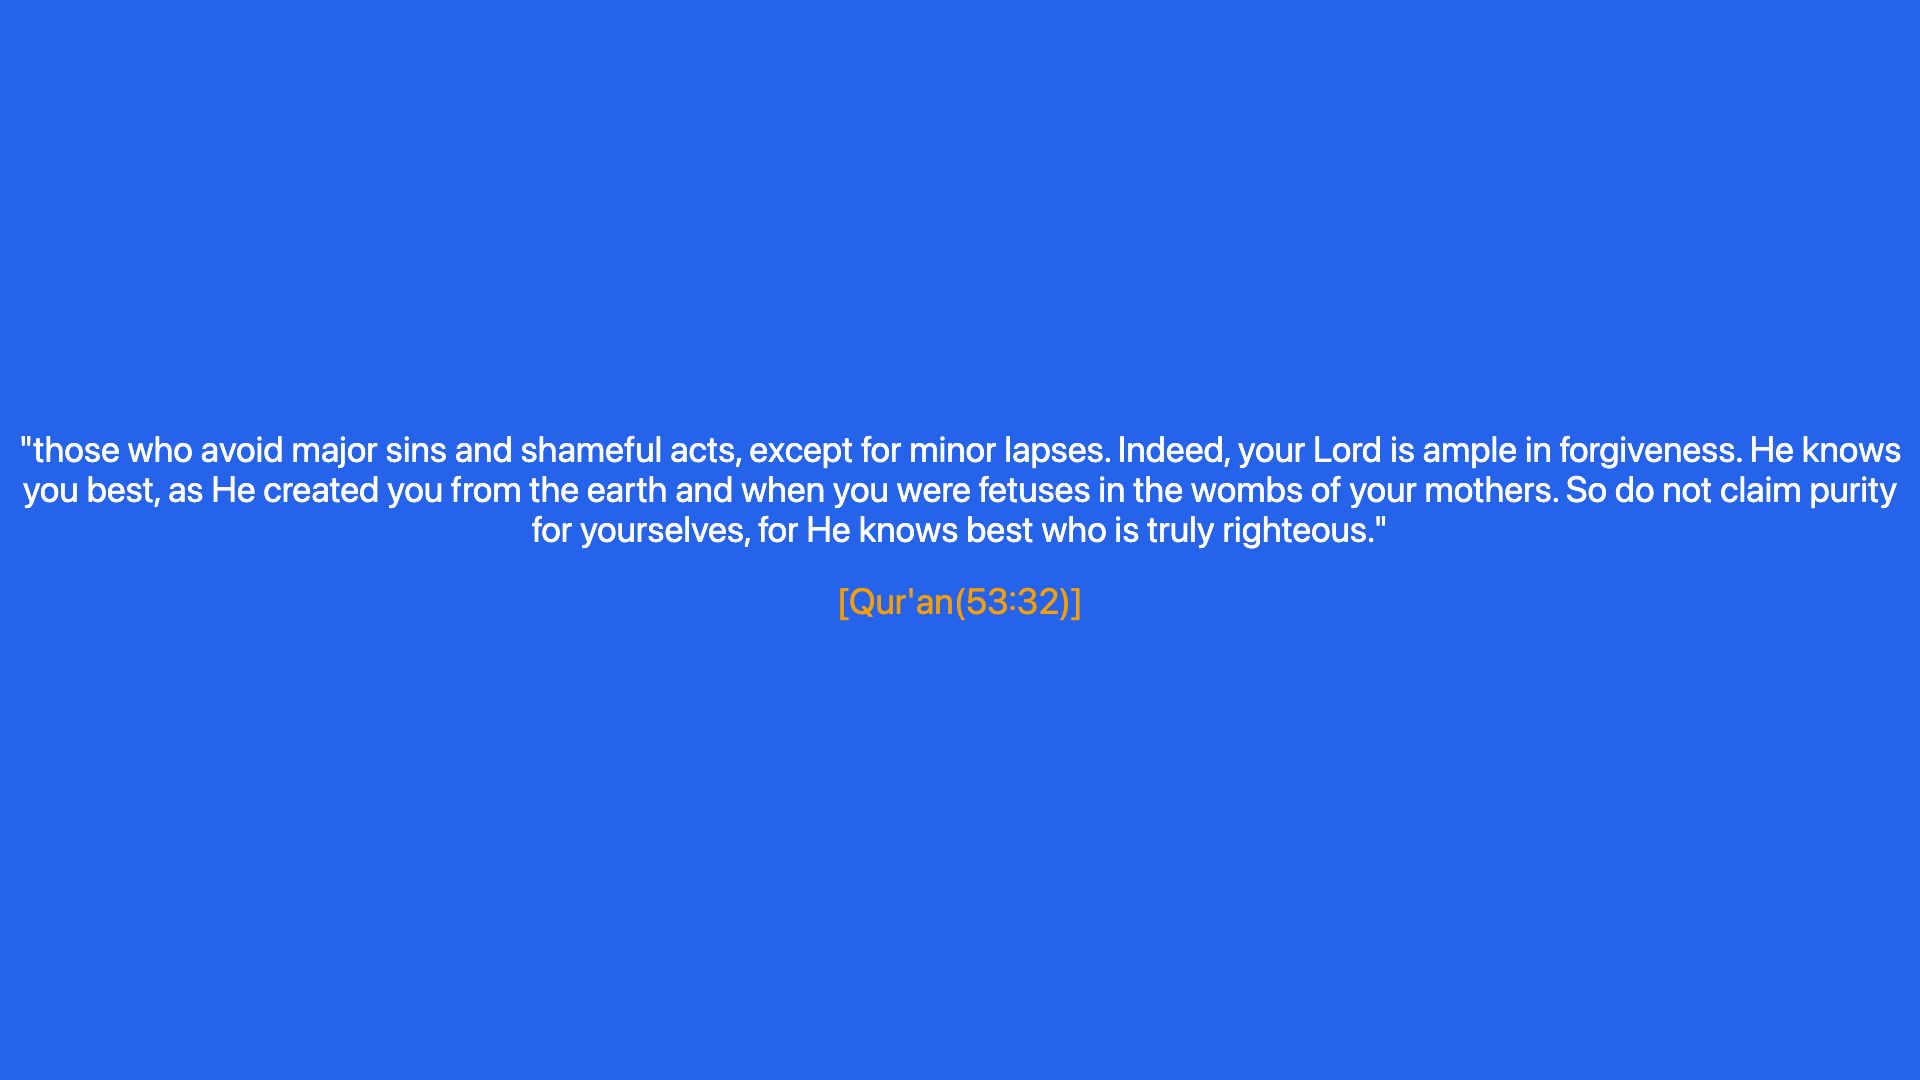 "those who avoid major sins and shameful acts, except for minor lapses. Indeed, your Lord is ample in forgiveness. He knows
you best, as He created you from the earth and when you were fetuses in the wombs of your mothers. So do not claim purity
for yourselves, for He knows best who is truly righteous."
[Qur'an(53:32)]